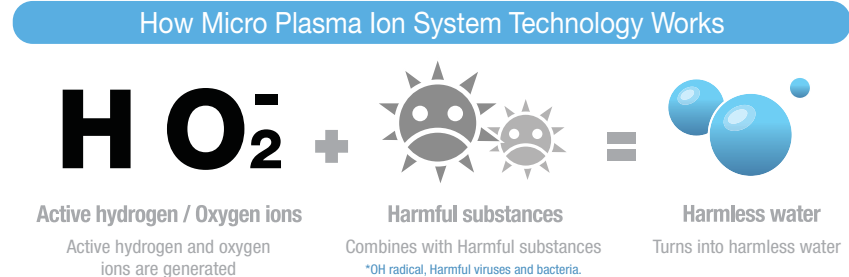 How Micro Plasma Ion System Technology Works
H O₂⁻ + =
Active hydrogen / Oxygen ions
Active hydrogen and oxygen
ions are generated
Harmful substances
Combines with Harmful substances
*OH radical, Harmful viruses and bacteria.
Harmless water
Turns into harmless water